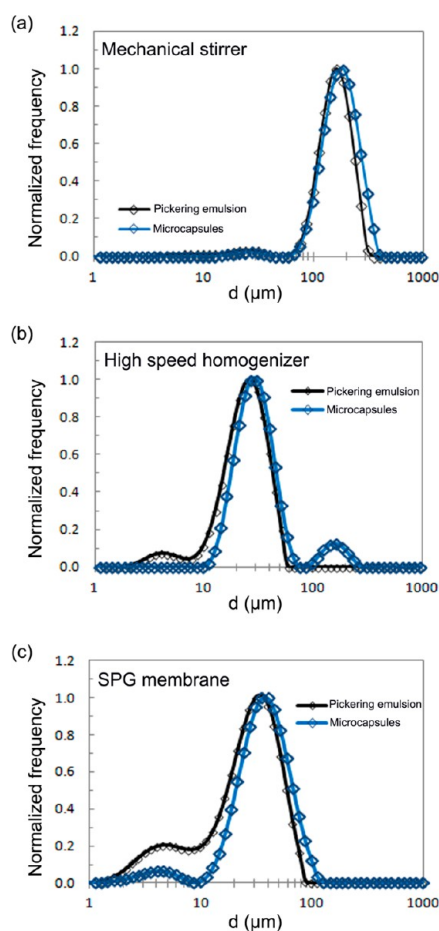 (a)
1.2
Mechanical stirrer
1.0
0.8
0.6
0.4
0.2
0.0
Normalized frequency
Pickering emulsion
Microcapsules
1 10 100 1000
d (μm)
(b)
1.2
High speed homogenizer
1.0
0.8
0.6
0.4
0.2
0.0
Normalized frequency
Pickering emulsion
Microcapsules
1 10 100 1000
d (μm)
(c)
1.2
SPG membrane
1.0
0.8
0.6
0.4
0.2
0.0
Normalized frequency
Pickering emulsion
Microcapsules
1 10 100 1000
d (μm)